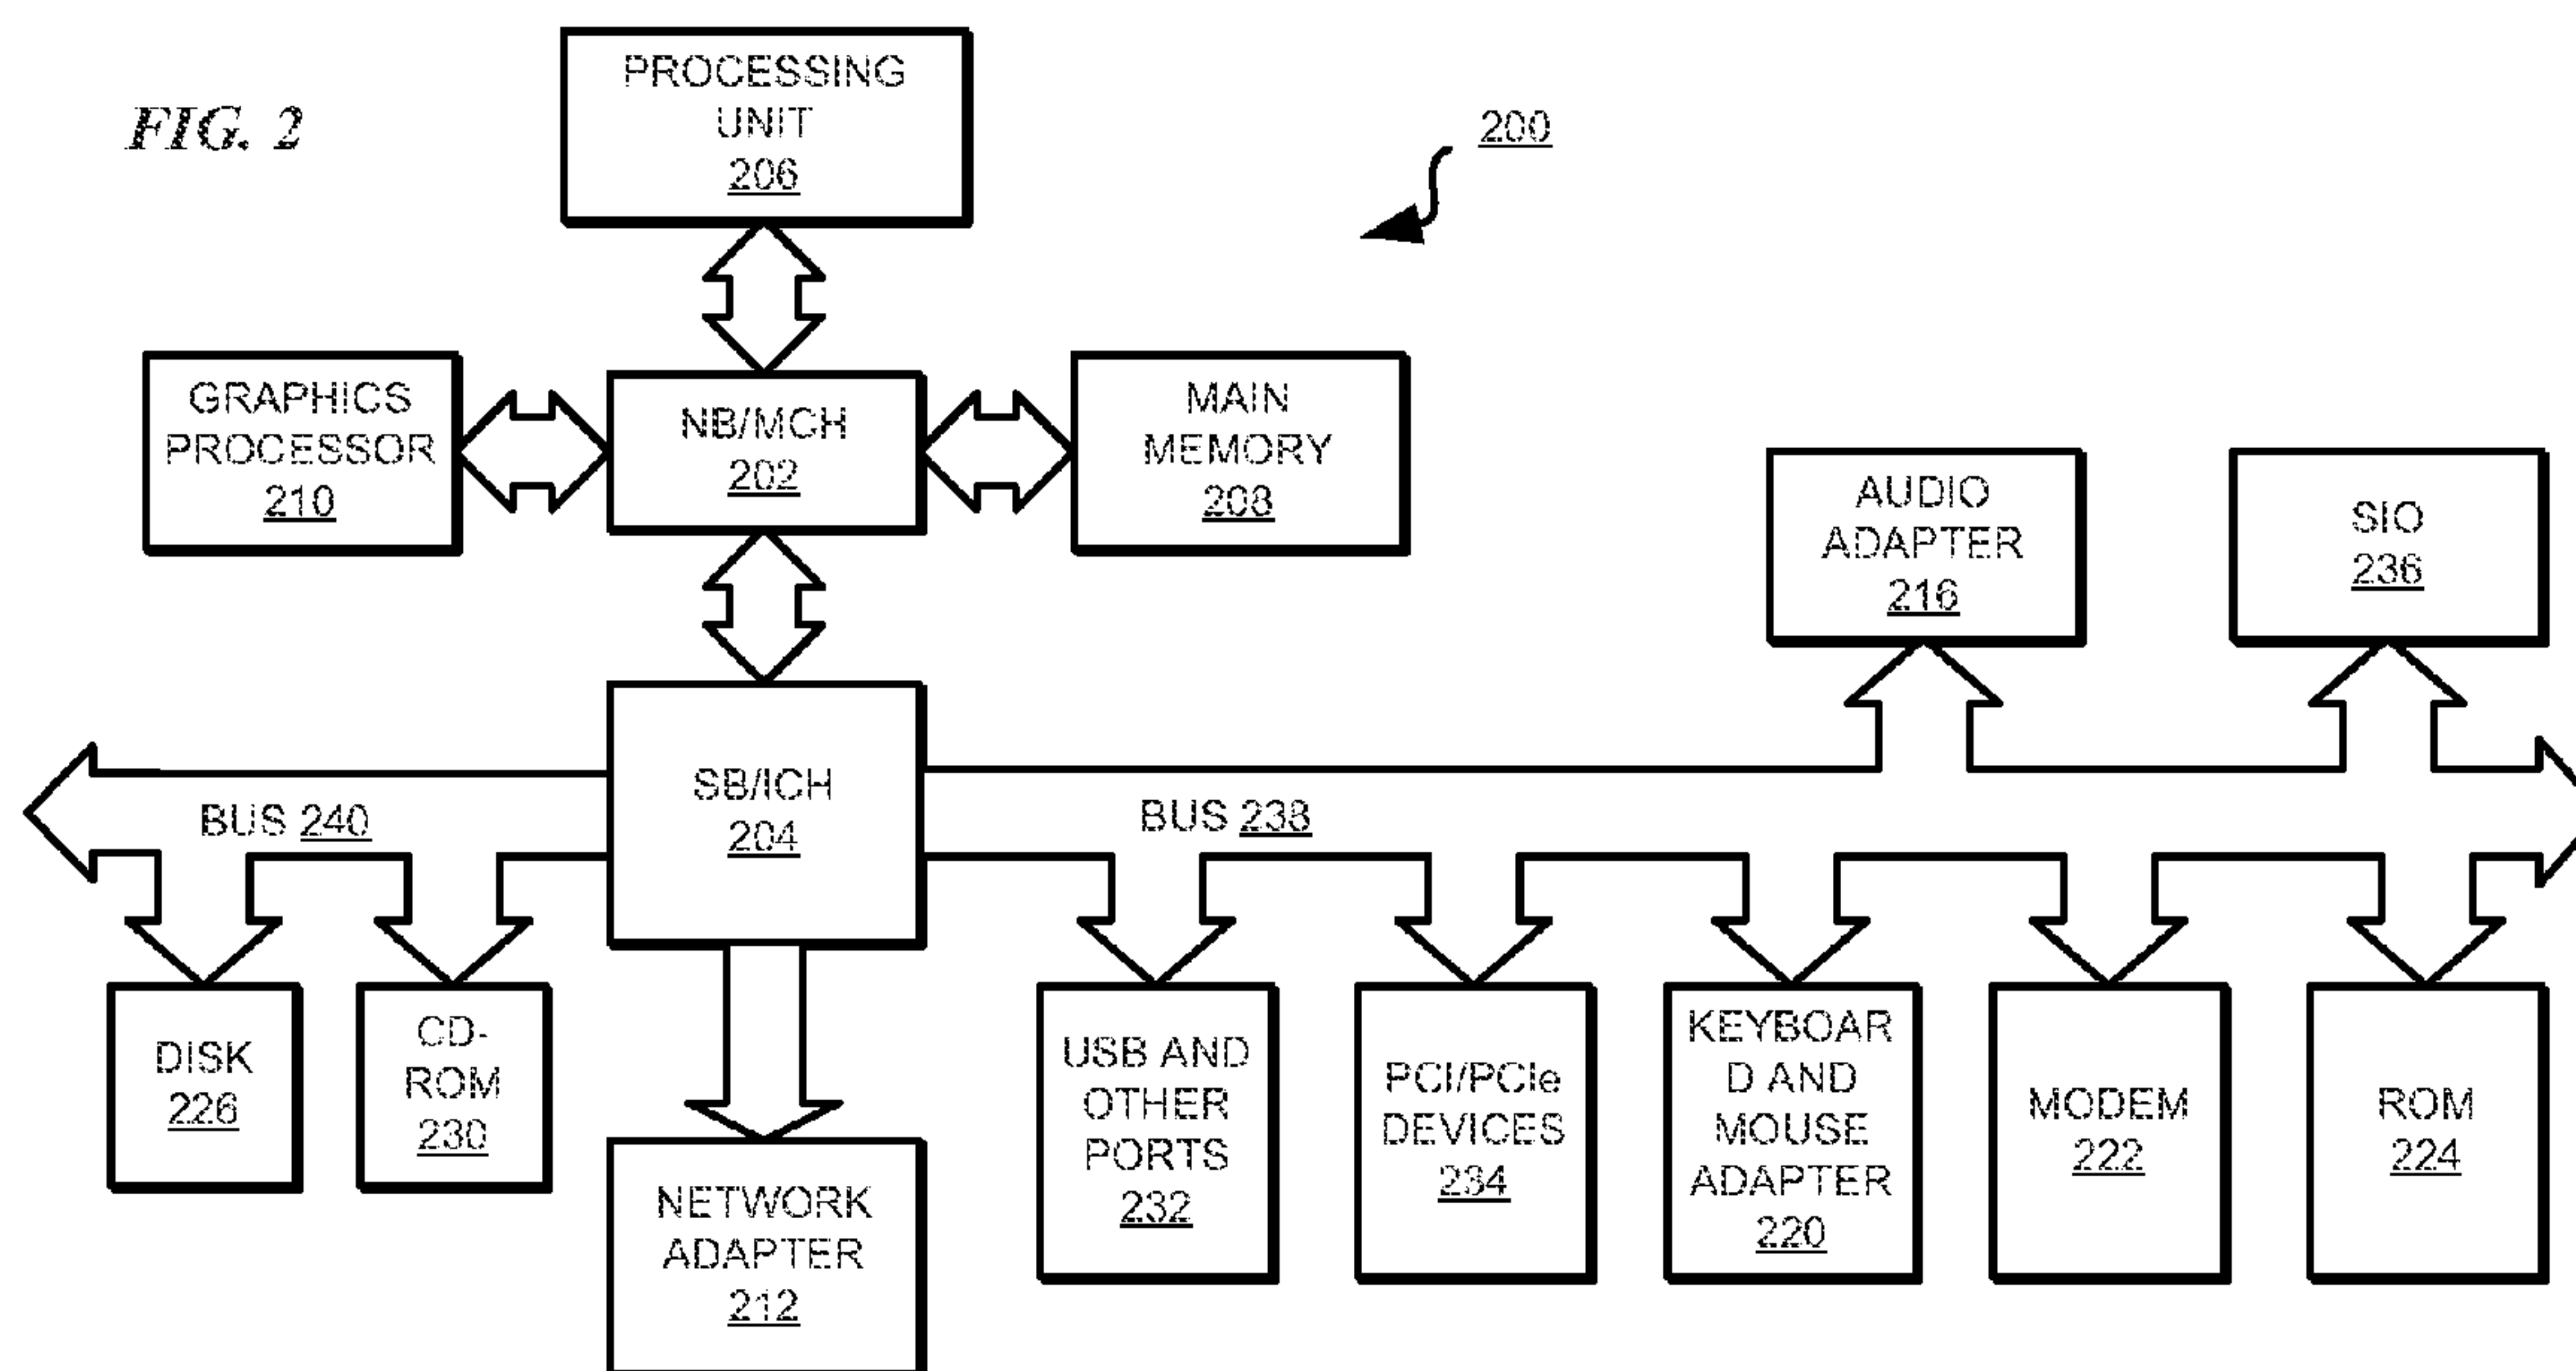 FIG. 2
PROCESSING
UNIT
206
200
GRAPHICS
PROCESSOR
210
NB/MCH
202
MAIN
MEMORY
208
AUDIO
ADAPTER
216
SIO
236
SB/ICH
204
BUS 240
BUS 238
DISK
226
CD-
ROM
230
NETWORK
ADAPTER
212
USB AND
OTHER
PORTS
232
PCI/PCIe
DEVICES
234
KEYBOAR
D AND
MOUSE
ADAPTER
220
MODEM
222
ROM
224